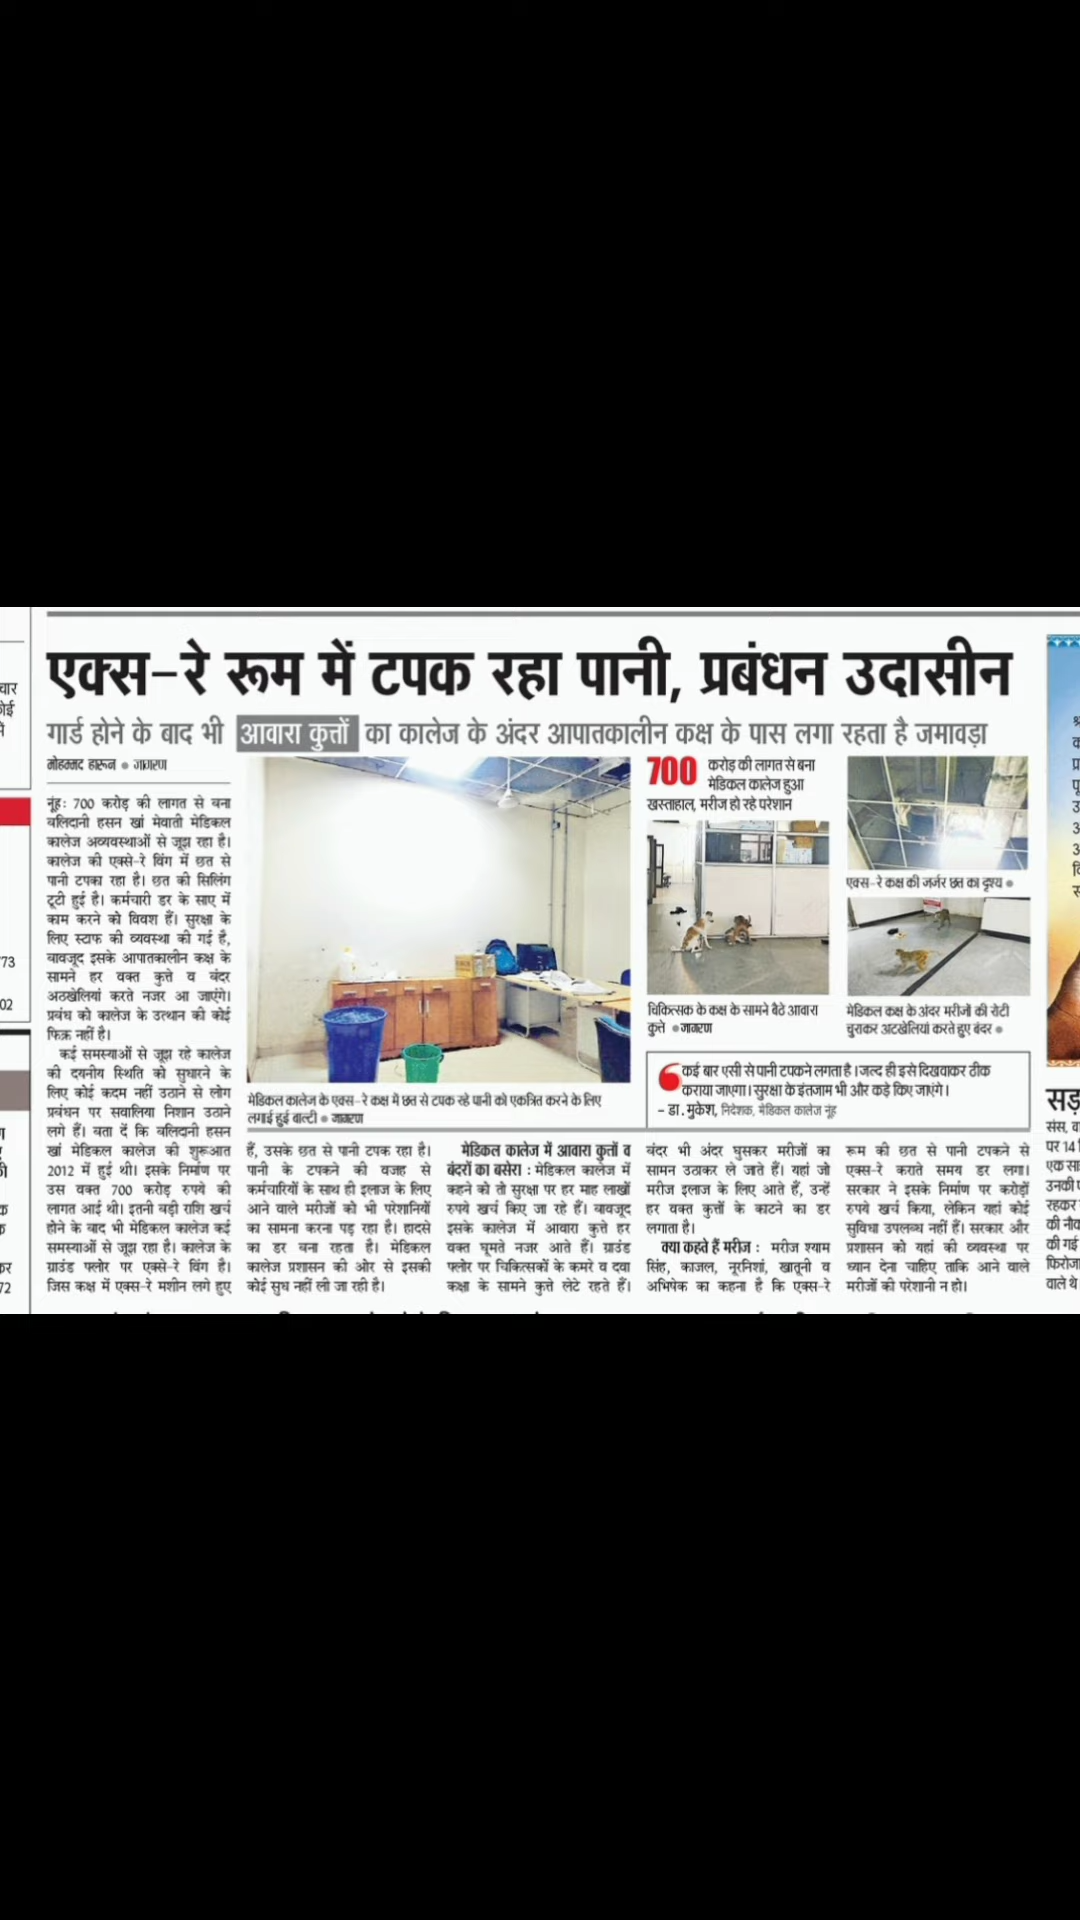 एक्स-रे रूम में टपक रहा पानी, प्रबंधन उदासीन
गार्ड होने के बाद भी आवारा कुत्तों का कालेज के अंदर आपातकालीन कक्ष के पास लगा रहता है जमावड़ा
मोहम्मद हारून ● जागरण
नूंह: 700 करोड़ की लागत से बना
बलिदानी हसन खां मेवाती मेडिकल
कालेज अव्यवस्थाओं से जूझ रहा है।
कालेज की एक्से-रे विंग में छत से
पानी टपका रहा है। छत की सिलिंग
टूटी हुई है। कर्मचारी डर के साए में
काम करने को विवश हैं। सुरक्षा के
लिए स्टाफ की व्यवस्था की गई है,
बावजूद इसके आपातकालीन कक्ष के
सामने हर वक्त कुत्ते व बंदर
अठखेलियां करते नजर आ जाएंगे।
प्रबंध को कालेज के उत्थान की कोई
फिक्र नहीं है।
कई समस्याओं से जूझ रहे कालेज
की दयनीय स्थिति को सुधारने के
लिए कोई कदम नहीं उठाने से लोग
प्रबंधन पर सवालिया निशान उठाने
लगे हैं। बता दें कि बलिदानी हसन
खां मेडिकल कालेज की शुरूआत
2012 में हुई थी। इसके निर्माण पर
उस वक्त 700 करोड़ रुपये की
लागत आई थी। इतनी बड़ी राशि खर्च
होने के बाद भी मेडिकल कालेज कई
समस्याओं से जूझ रहा है। कालेज के
ग्राउंड फ्लोर पर एक्से-रे विंग है।
जिस कक्ष में एक्स-रे मशीन लगे हुए
मेडिकल कालेज के एक्स-रे कक्ष में छत से टपक रहे पानी को एकत्रित करने के लिए
लगाई हुई बाल्टी ● जागरण
700 करोड़ की लागत से बना
मेडिकल कालेज हुआ
खस्ताहाल, मरीज हो रहे परेशान
चिकित्सक के कक्ष के सामने बैठे आवारा
कुत्ते ● जागरण
एक्स-रे कक्ष की जर्जर छत का दृश्य ●
मेडिकल कक्ष के अंदर मरीजों की रोटी
चुराकर अटखेलियां करते हुए बंदर ●
कई बार एसी से पानी टपकने लगता है। जल्द ही इसे दिखवाकर ठीक
कराया जाएगा। सुरक्षा के इंतजाम भी और कड़े किए जाएंगे।
– डा. मुकेश, निदेशक, मेडिकल कालेज नूंह
हैं, उसके छत से पानी टपक रहा है।
पानी के टपकने की वजह से
कर्मचारियों के साथ ही इलाज के लिए
आने वाले मरीजों को भी परेशानियों
का सामना करना पड़ रहा है। हादसे
का डर बना रहता है। मेडिकल
कालेज प्रशासन की ओर से इसकी
कोई सुध नहीं ली जा रही है।
मेडिकल कालेज में आवारा कुत्तों व
बंदरों का बसेरा : मेडिकल कालेज में
कहने को तो सुरक्षा पर हर माह लाखों
रुपये खर्च किए जा रहे हैं। बावजूद
इसके कालेज में आवारा कुत्ते हर
वक्त घूमते नजर आते हैं। ग्राउंड
फ्लोर पर चिकित्सकों के कमरे व दवा
कक्षा के सामने कुत्ते लेटे रहते हैं।
बंदर भी अंदर घुसकर मरीजों का
सामन उठाकर ले जाते हैं। यहां जो
मरीज इलाज के लिए आते हैं, उन्हें
हर वक्त कुत्तों के काटने का डर
लगाता है।
क्या कहते हैं मरीज : मरीज श्याम
सिंह, काजल, नूरनिशां, खातूनी व
अभिषेक का कहना है कि एक्स-रे
रूम की छत से पानी टपकने से
एक्स-रे कराते समय डर लगा।
सरकार ने इसके निर्माण पर करोड़ों
रुपये खर्च किया, लेकिन यहां कोई
सुविधा उपलब्ध नहीं हैं। सरकार और
प्रशासन को यहां की व्यवस्था पर
ध्यान देना चाहिए ताकि आने वाले
मरीजों को परेशानी न हो।
पर 14
एक सा
उनकी
रहकर
की नौ
की गई
फिरोजा
वाले थे
73
02
72